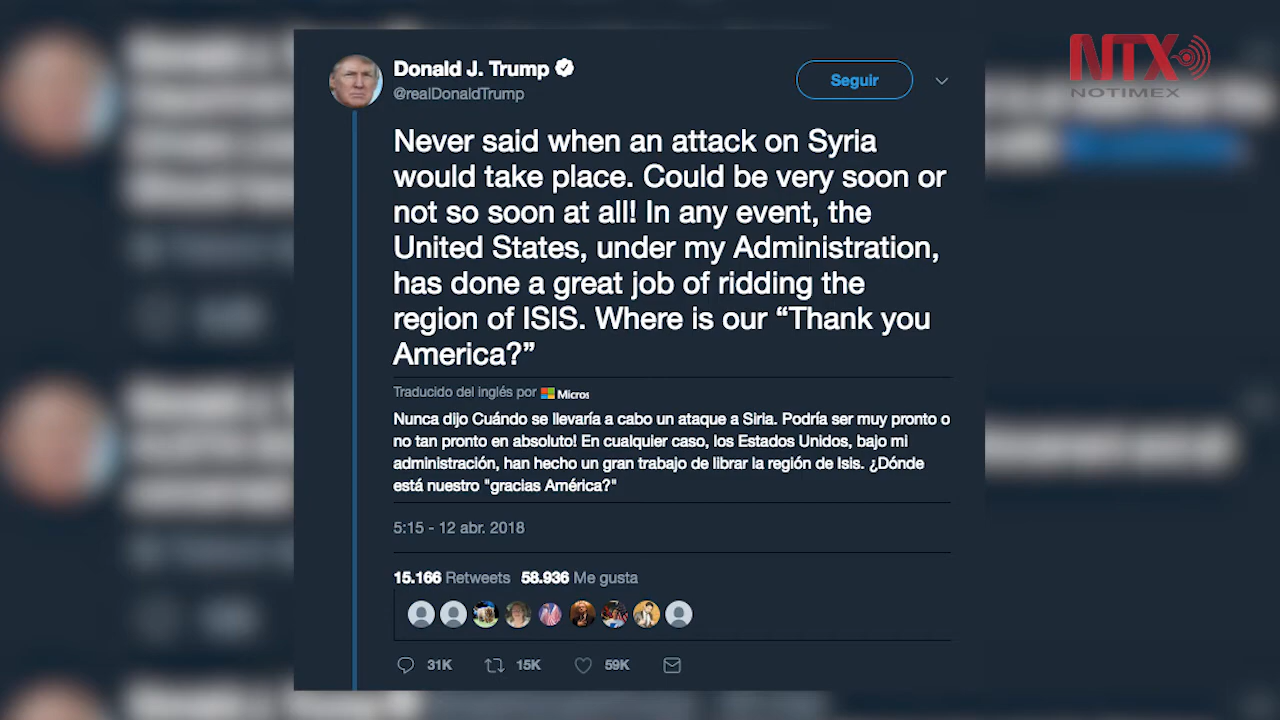 NTX
NOTIMEX
Donald J. Trump
@realDonaldTrump
Seguir
Never said when an attack on Syria
would take place. Could be very soon or
not so soon at all! In any event, the
United States, under my Administration,
has done a great job of ridding the
region of ISIS. Where is our “Thank you
America?”
Traducido del inglés por Micros
Nunca dijo Cuándo se llevaría a cabo un ataque a Siria. Podría ser muy pronto o
no tan pronto en absoluto! En cualquier caso, los Estados Unidos, bajo mi
administración, han hecho un gran trabajo de librar la región de Isis. ¿Dónde
está nuestro "gracias América?"
5:15 - 12 abr. 2018
15.166 Retweets 58.936 Me gusta
31K 15K 59K